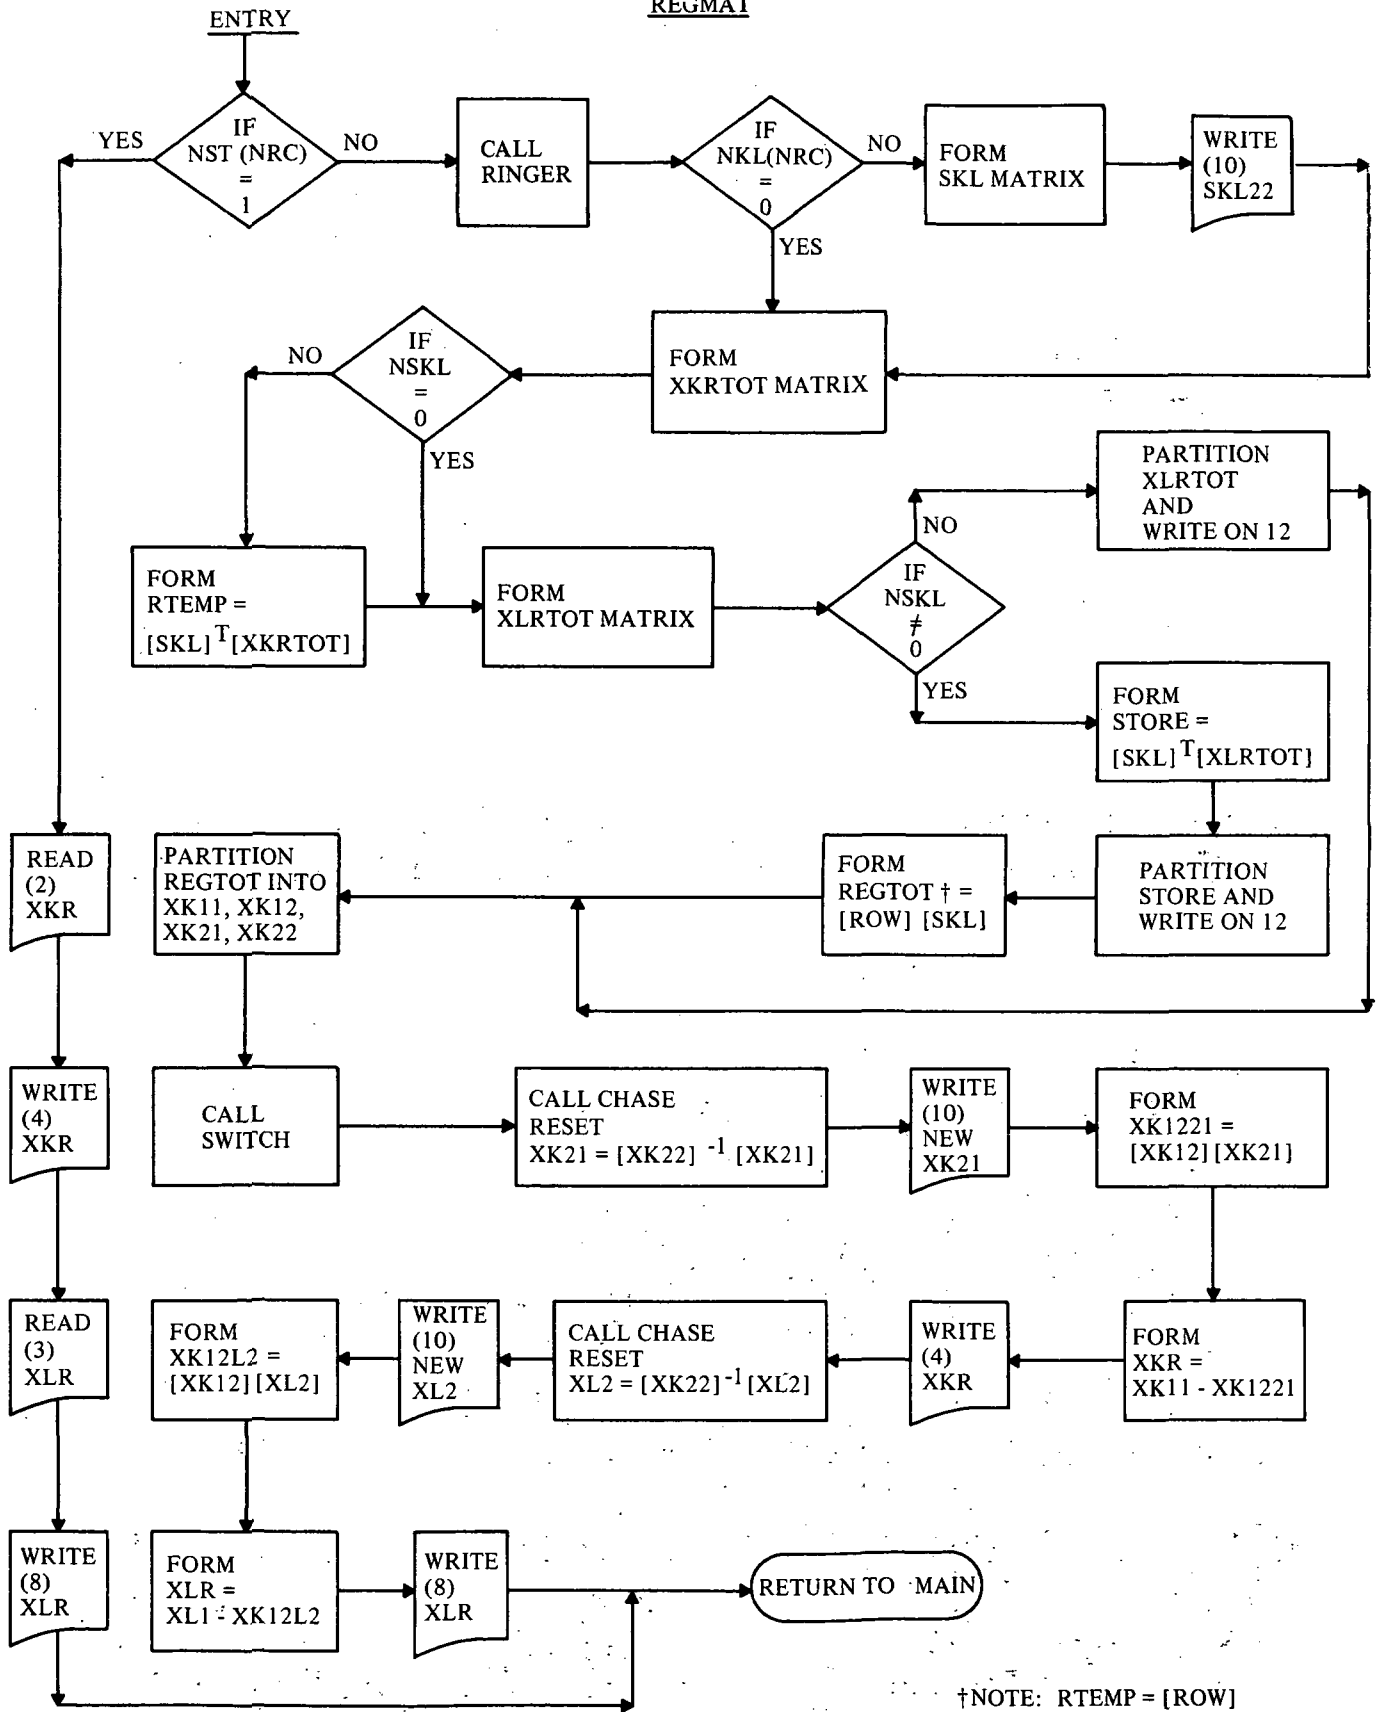 REGMAT
ENTRY
YES
IF
NST (NRC)
=
1
NO
CALL
RINGER
IF
NKL(NRC)
=
0
NO
YES
FORM
SKL MATRIX
WRITE
(10)
SKL22
FORM
XKRTOT MATRIX
IF
NSKL
=
0
NO
YES
FORM
RTEMP =
[SKL] T [XKRTOT]
FORM
XLRTOT MATRIX
IF
NSKL
≠
0
NO
YES
PARTITION
XLRTOT
AND
WRITE ON 12
FORM
STORE =
[SKL] T [XLRTOT]
PARTITION
STORE AND
WRITE ON 12
FORM
REGTOT † =
[ROW] [SKL]
PARTITION
REGTOT INTO
XK11, XK12,
XK21, XK22
READ
(2)
XKR
WRITE
(4)
XKR
CALL
SWITCH
CALL CHASE
RESET
XK21 = [XK22] -1 [XK21]
WRITE
(10)
NEW
XK21
FORM
XK1221 =
[XK12] [XK21]
READ
(3)
XLR
FORM
XK12L2 =
[XK12] [XL2]
WRITE
(10)
NEW
XL2
CALL CHASE
RESET
XL2 = [XK22] -1 [XL2]
WRITE
(4)
XKR
FORM
XKR =
XK11 - XK1221
WRITE
(8)
XLR
FORM
XLR =
XL1 - XK12L2
WRITE
(8)
XLR
RETURN TO MAIN
†NOTE: RTEMP = [ROW]